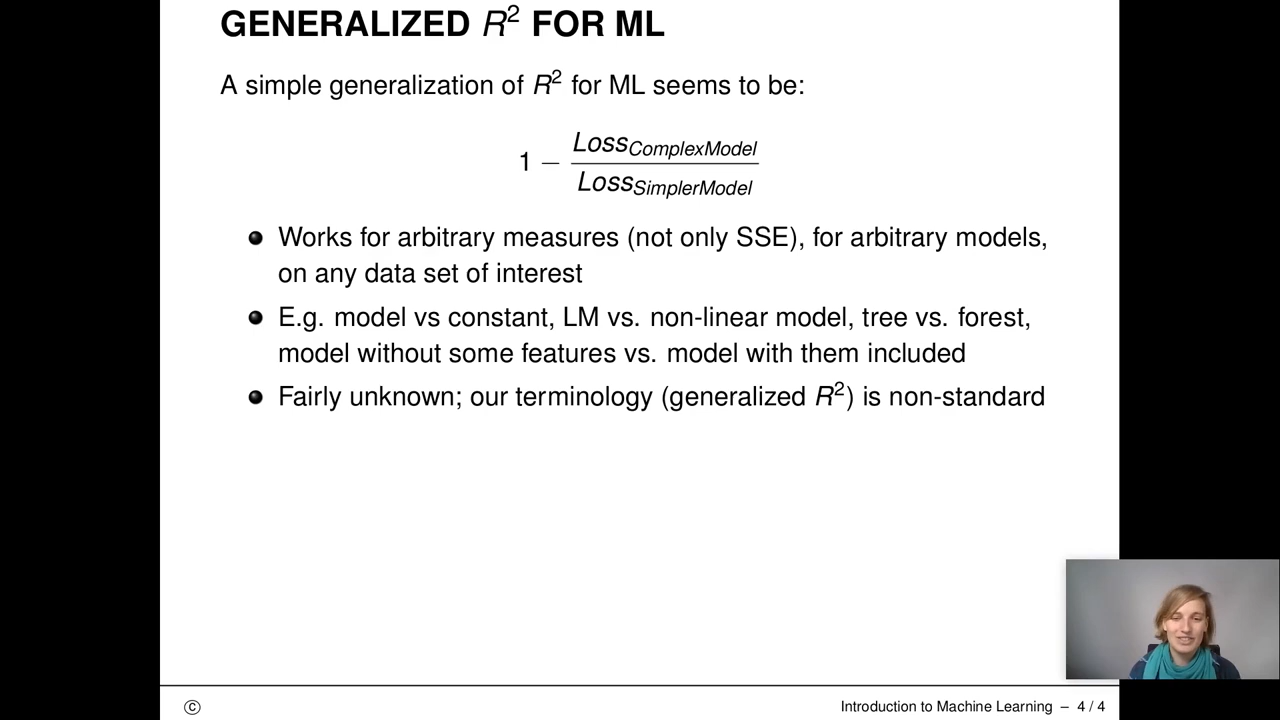 GENERALIZED R² FOR ML
A simple generalization of R² for ML seems to be:
1 − Loss_ComplexModel / Loss_SimplerModel
Works for arbitrary measures (not only SSE), for arbitrary models,
on any data set of interest
E.g. model vs constant, LM vs. non-linear model, tree vs. forest,
model without some features vs. model with them included
Fairly unknown; our terminology (generalized R²) is non-standard
© Introduction to Machine Learning – 4 / 4